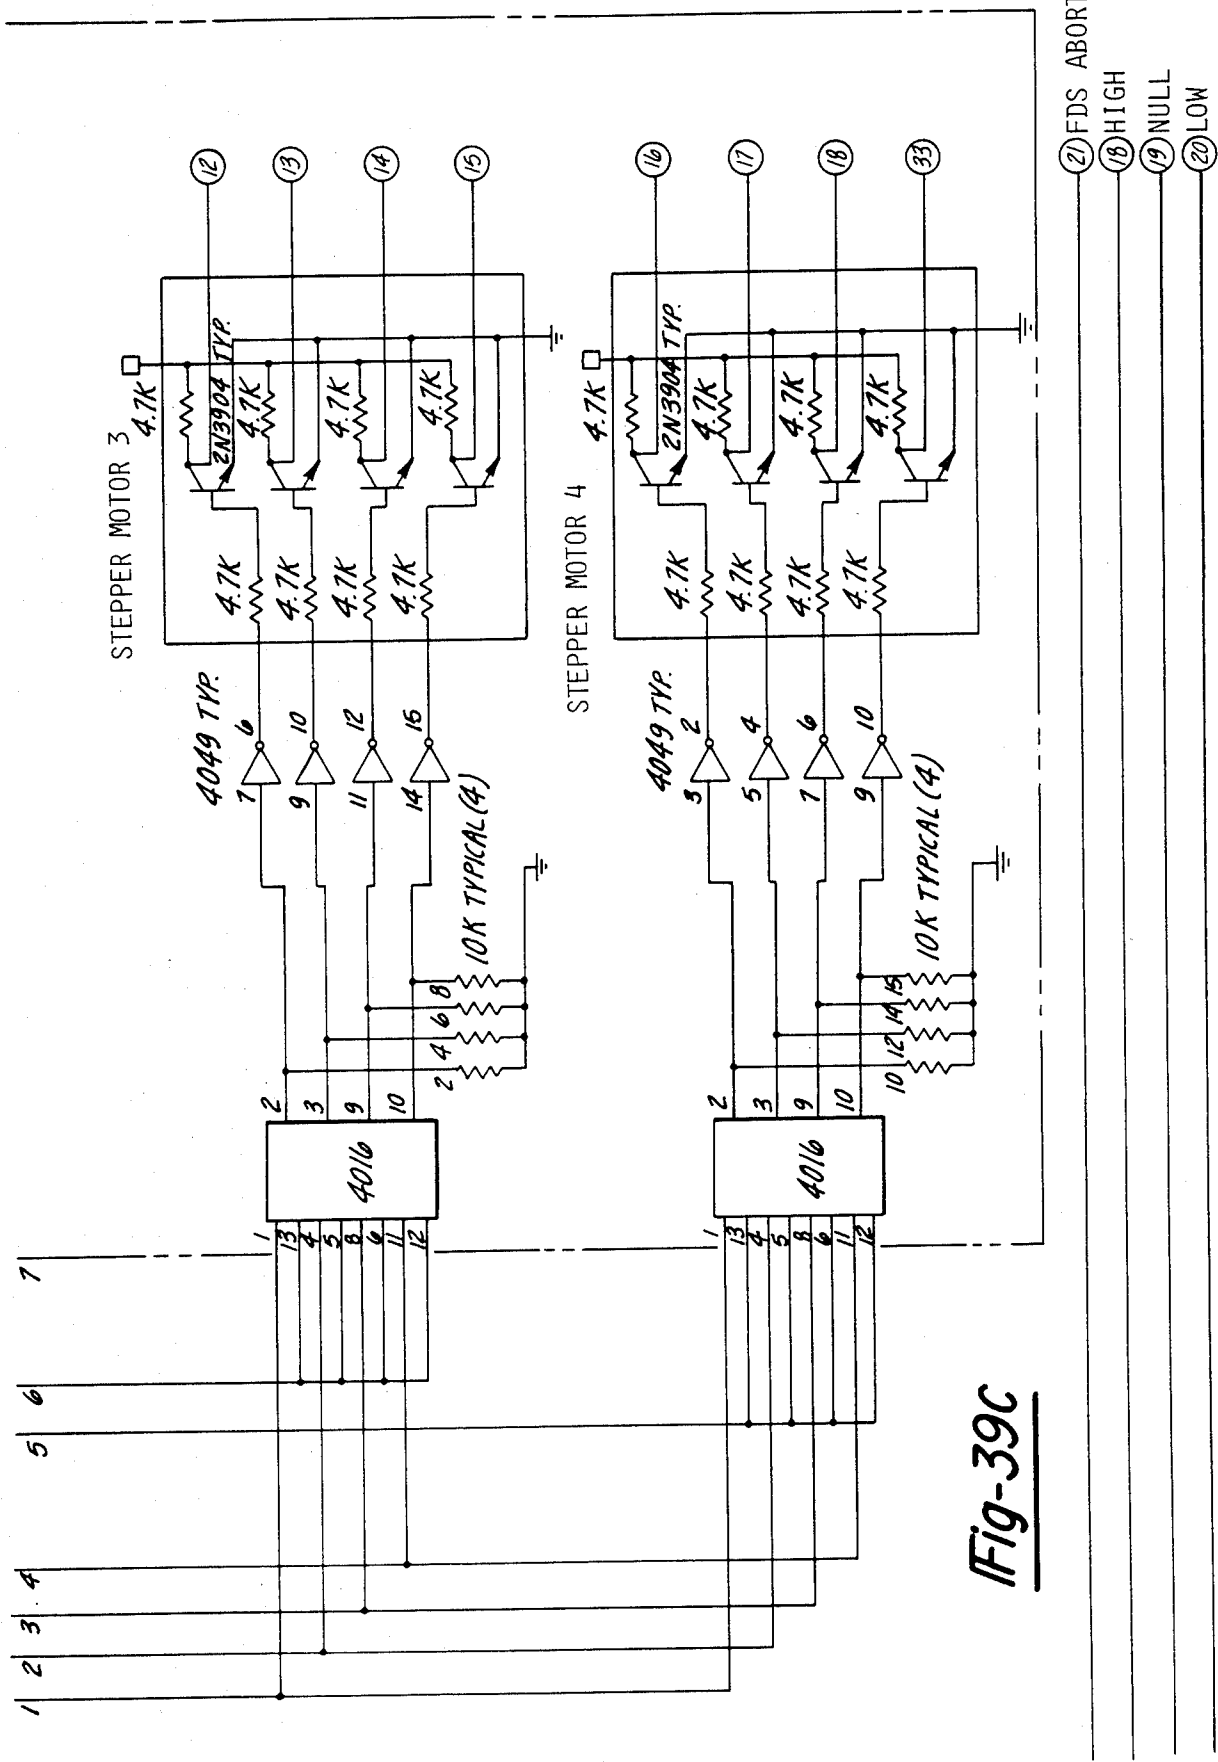 STEPPER MOTOR 3
4.7K
2N3904 TYP.
4.7K
4.7K
4.7K
4.7K
4.7K
4.7K
4.7K
12
13
14
15
4049 TYP.
7 6
9 10
11 12
14 15
10K TYPICAL (4)
2 4 6 8
4016
1
13
4
5
8
6
11
12
2
3
9
10
STEPPER MOTOR 4
4.7K
2N3904 TYP.
4.7K
4.7K
4.7K
4.7K
4.7K
4.7K
4.7K
16
17
18
33
4049 TYP.
3 2
5 4
7 6
9 10
10K TYPICAL (4)
10 12 14 15
4016
1
13
4
5
8
6
11
12
2
3
9
10
1
2
3
4
5
6
7
21 FDS ABORT
18 HIGH
19 NULL
20 LOW
Fig-39C